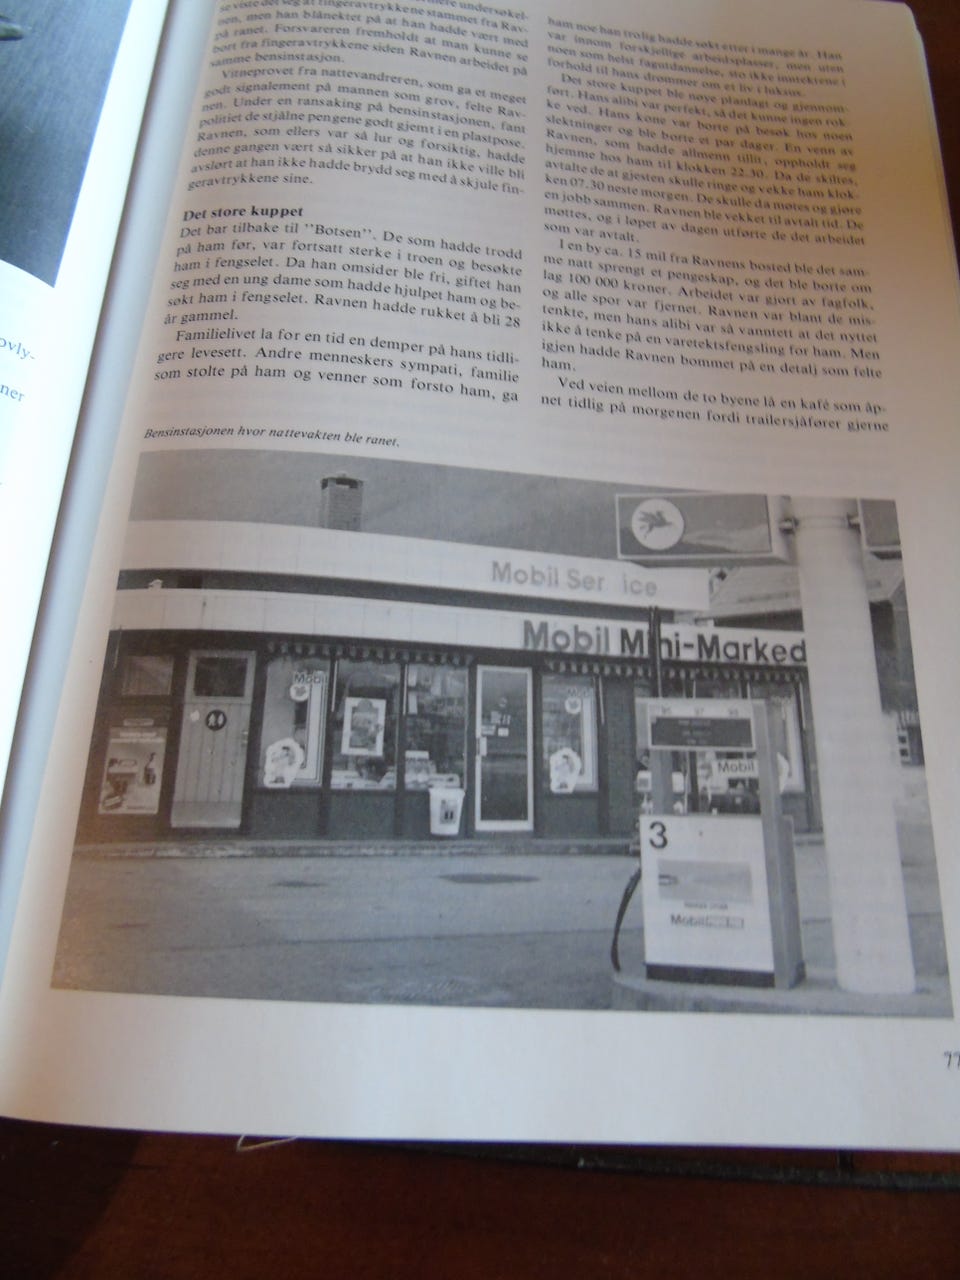 se viste det seg at fingeravtrykkene stammet fra Rav-
nen, men han blånektet på at han hadde vært med
på ranet. Forsvareren fremholdt at man kunne se
bort fra fingeravtrykkene siden Ravnen arbeidet på
samme bensinstasjon.
Vitneprovet fra nattevandreren, som ga et meget
godt signalement på mannen som grov, felte Rav-
nen. Under en ransaking på bensinstasjonen, fant
politiet de stjålne pengene godt gjemt i en plastpose.
Ravnen, som ellers var så lur og forsiktig, hadde
denne gangen vært så sikker på at han ikke ville bli
avslørt at han ikke hadde brydd seg med å skjule fin-
geravtrykkene sine.
Det store kuppet
Det bar tilbake til ''Botsen''. De som hadde trodd
på ham før, var fortsatt sterke i troen og besøkte
ham i fengselet. Da han omsider ble fri, giftet han
seg med en ung dame som hadde hjulpet ham og be-
søkt ham i fengselet. Ravnen hadde rukket å bli 28
år gammel.
Familielivet la for en tid en demper på hans tidli-
gere levesett. Andre menneskers sympati, familie
som stolte på ham og venner som forsto ham, ga
ham noe han trolig hadde søkt etter i mange år. Han
var innom forskjellige arbeidsplasser, men uten
noen som helst fagutdannelse, sto ikke inntektene i
forhold til hans drømmer om et liv i luksus.
Det store kuppet ble nøye planlagt og gjennom-
ført. Hans alibi var perfekt, så det kunne ingen rok-
ke ved. Hans kone var borte på besøk hos noen
slektninger og ble borte et par dager. En venn av
Ravnen, som hadde allmenn tillit, oppholdt seg
hjemme hos ham til klokken 22.30. Da de skiltes,
avtalte de at gjesten skulle ringe og vekke ham klok-
ken 07.30 neste morgen. De skulle da møtes og gjøre
en jobb sammen. Ravnen ble vekket til avtalt tid. De
møttes, og i løpet av dagen utførte de det arbeidet
som var avtalt.
I en by ca. 15 mil fra Ravnens bosted ble det sam-
me natt sprengt et pengeskap, og det ble borte om
lag 100 000 kroner. Arbeidet var gjort av fagfolk,
og alle spor var fjernet. Ravnen var blant de mis-
tenkte, men hans alibi var så vanntett at det nyttet
ikke å tenke på en varetektsfengsling for ham. Men
igjen hadde Ravnen bommet på en detalj som felte
ham.
Ved veien mellom de to byene lå en kafé som åp-
net tidlig på morgenen fordi trailersjåfører gjerne
Bensinstasjonen hvor nattevakten ble ranet.
Mobil Ser ice
Mobil Mini-Marked
Mobil
Mobil
Mobil
3
Mobil
77
ovly-
ner